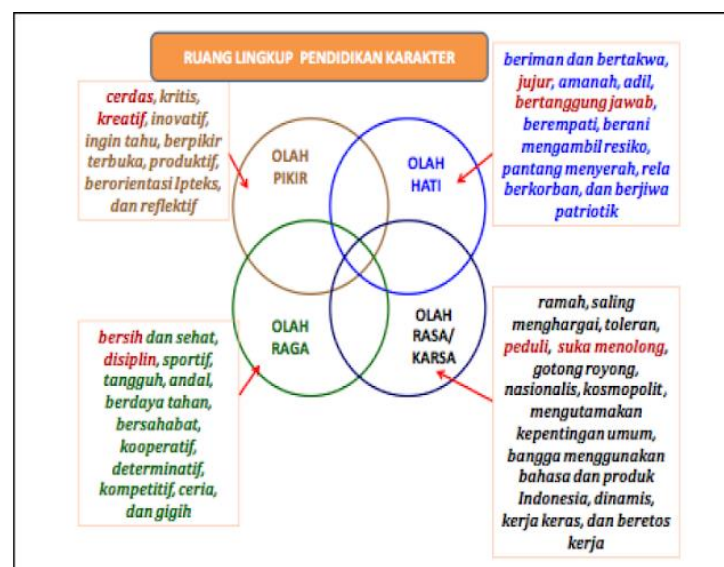 RUANG LINGKUP PENDIDIKAN KARAKTER
cerdas, kritis,
kreatif, inovatif,
ingin tahu, berpikir
terbuka, produktif,
berorientasi Ipteks,
dan reflektif
OLAH
PIKIR
OLAH
HATI
beriman dan bertakwa,
jujur, amanah, adil,
bertanggung jawab,
berempati, berani
mengambil resiko,
pantang menyerah, rela
berkorban, dan berjiwa
patriotik
bersih dan sehat,
disiplin, sportif,
tangguh, andal,
berdaya tahan,
bersahabat,
kooperatif,
determinatif,
kompetitif, ceria,
dan gigih
OLAH
RAGA
OLAH
RASA/
KARSA
ramah, saling
menghargai, toleran,
peduli, suka menolong,
gotong royong,
nasionalis, kosmopolit,
mengutamakan
kepentingan umum,
bangga menggunakan
bahasa dan produk
Indonesia, dinamis,
kerja keras, dan beretos
kerja